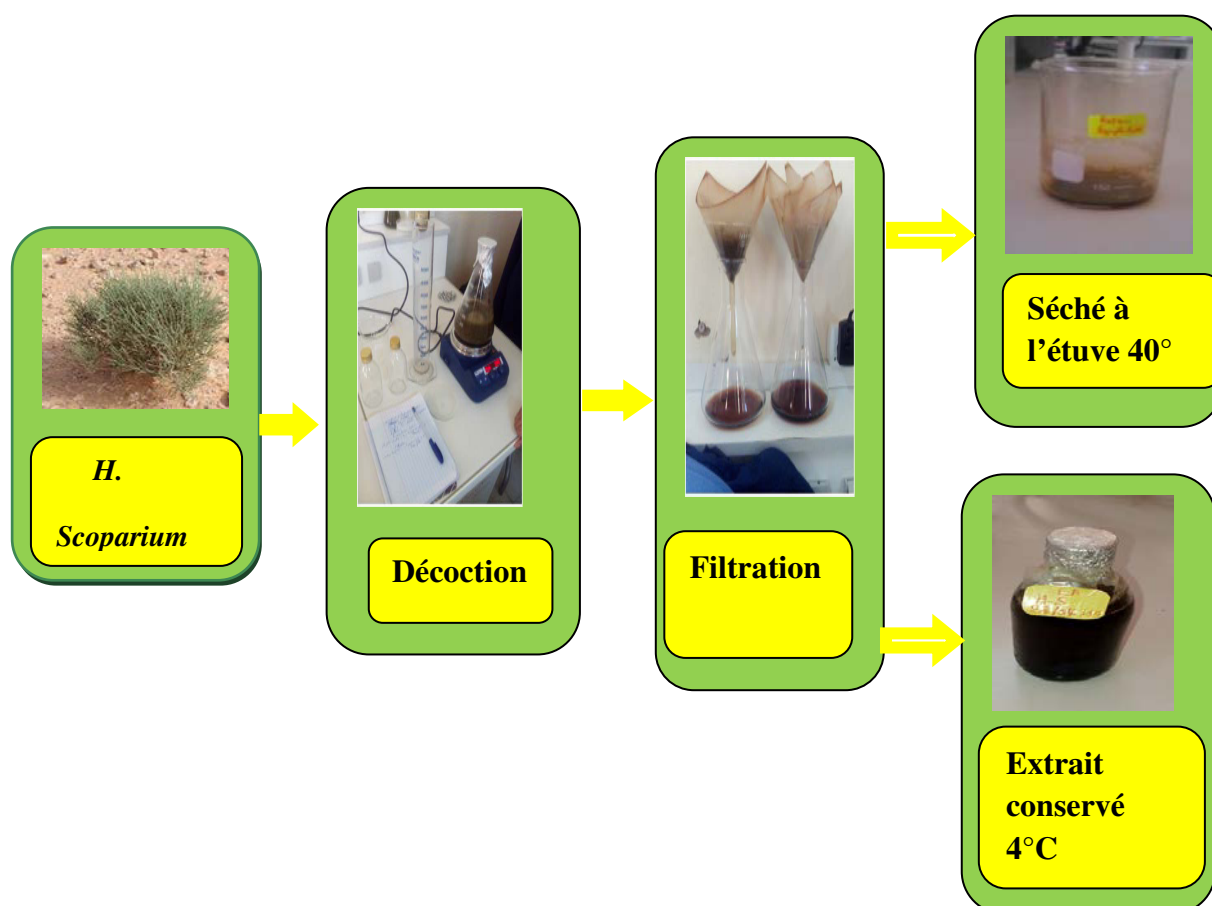 H.
Scoparium
Décoction
Filtration
Séché à
l’étuve 40°
Extrait
conservé
4°C